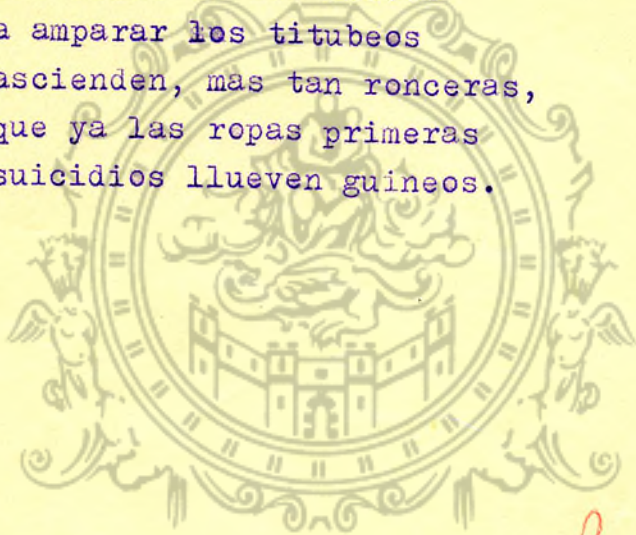 a amparar los titubeos
ascienden, mas tan ronceras,
que ya las ropas primeras
suicidios llueven guineos.